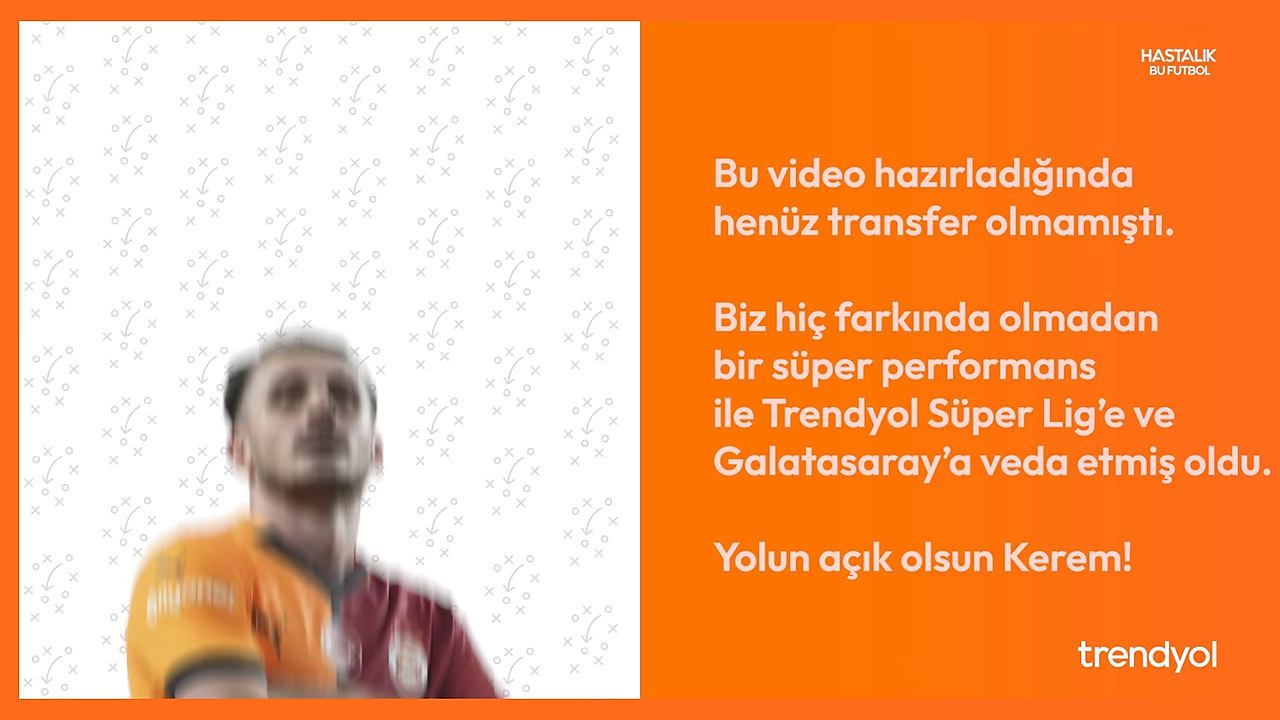 HASTALIK
BU FUTBOL
Bu video hazırladığında
henüz transfer olmamıştı.
Biz hiç farkında olmadan
bir süper performans
ile Trendyol Süper Lig’e ve
Galatasaray’a veda etmiş oldu.
Yolun açık olsun Kerem!
trendyol